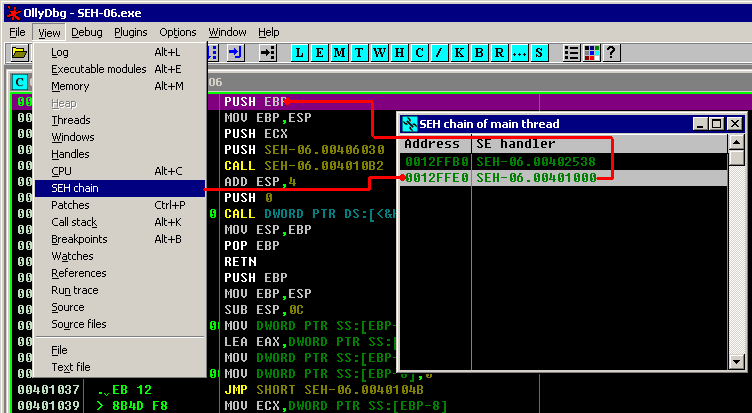 OllyDbg - SEH-06.exe
File View Debug Plugins Options Window Help
L E M T W H C / K B R ... S ?
C 06
Log Alt+L
Executable modules Alt+E
Memory Alt+M
Heap
Threads
Windows
Handles
CPU Alt+C
SEH chain
Patches Ctrl+P
Call stack Alt+K
Breakpoints Alt+B
Watches
References
Run trace
Source
Source files
File
Text file
PUSH EBP
MOV EBP,ESP
PUSH ECX
PUSH SEH-06.00406030
CALL SEH-06.004010B2
ADD ESP,4
PUSH 0
CALL DWORD PTR DS:[<&K
MOV ESP,EBP
POP EBP
RETN
PUSH EBP
MOV EBP,ESP
SUB ESP,0C
MOV DWORD PTR SS:[EBP-
LEA EAX,DWORD PTR SS:[
MOV DWORD PTR SS:[EBP-
MOV DWORD PTR SS:[EBP-8],0
00401037 . EB 12 JMP SHORT SEH-06.0040104B
00401039 > 8B4D F8 MOV ECX,DWORD PTR SS:[EBP-8]
SEH chain of main thread
Address SE handler
0012FFB0 SEH-06.00402538
0012FFE0 SEH-06.00401000